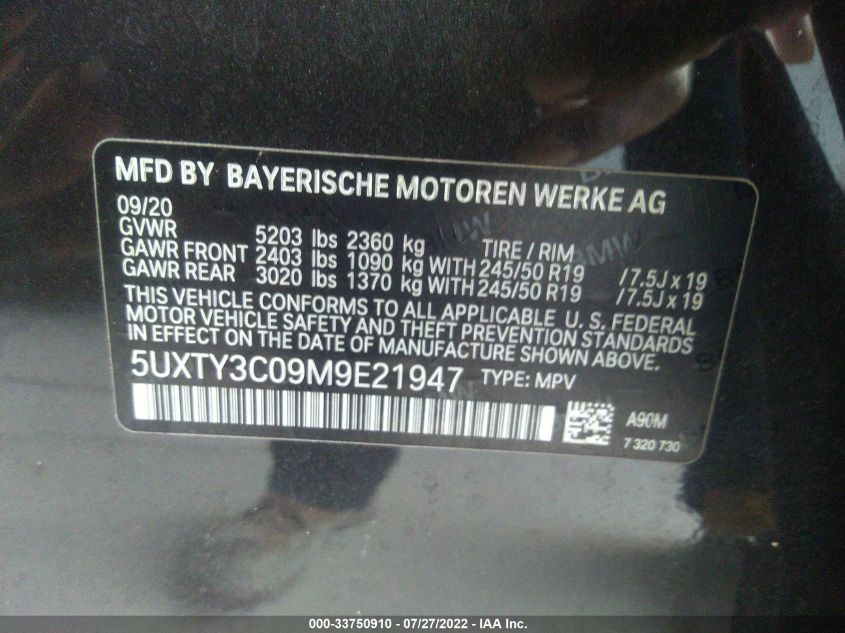 MFD BY BAYERISCHE MOTOREN WERKE AG
09/20
GVWR 5203 lbs 2360 kg TIRE / RIM
GAWR FRONT 2403 lbs 1090 kg WITH 245/50 R19 /7.5J x 19
GAWR REAR 3020 lbs 1370 kg WITH 245/50 R19 /7.5J x 19
THIS VEHICLE CONFORMS TO ALL APPLICABLE U. S. FEDERAL
MOTOR VEHICLE SAFETY AND THEFT PREVENTION STANDARDS
IN EFFECT ON THE DATE OF MANUFACTURE SHOWN ABOVE.
5UXTY3C09M9E21947 TYPE: MPV
A90M
7 320 730
000-33750910 - 07/27/2022 - IAA Inc.